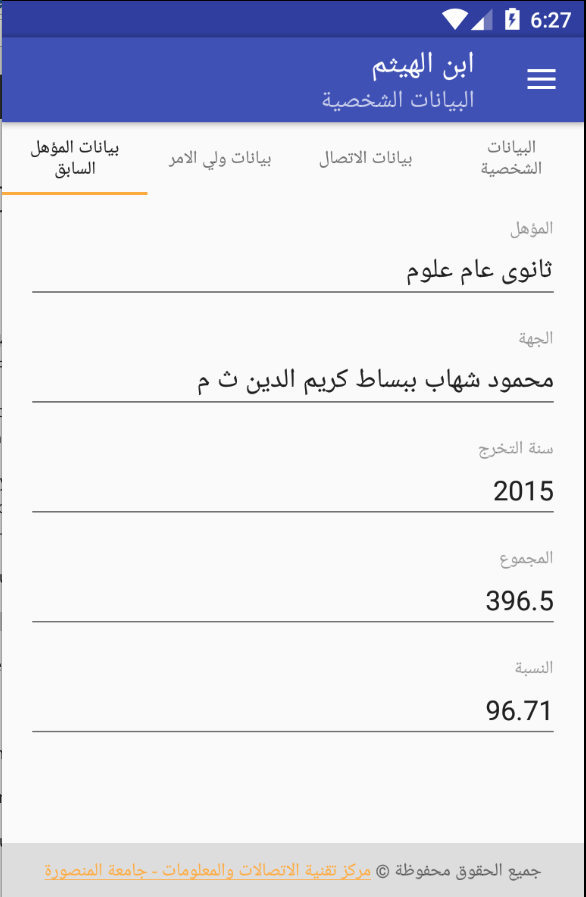 6:27
ابن الهيثم
البيانات الشخصية
البيانات
الشخصية
بيانات الاتصال
بيانات ولي الامر
بيانات المؤهل
السابق
المؤهل
ثانوى عام علوم
الجهة
محمود شهاب ببساط كريم الدين ث م
سنة التخرج
2015
المجموع
396.5
النسبة
96.71
جميع الحقوق محفوظة © مركز تقنية الاتصالات والمعلومات - جامعة المنصورة